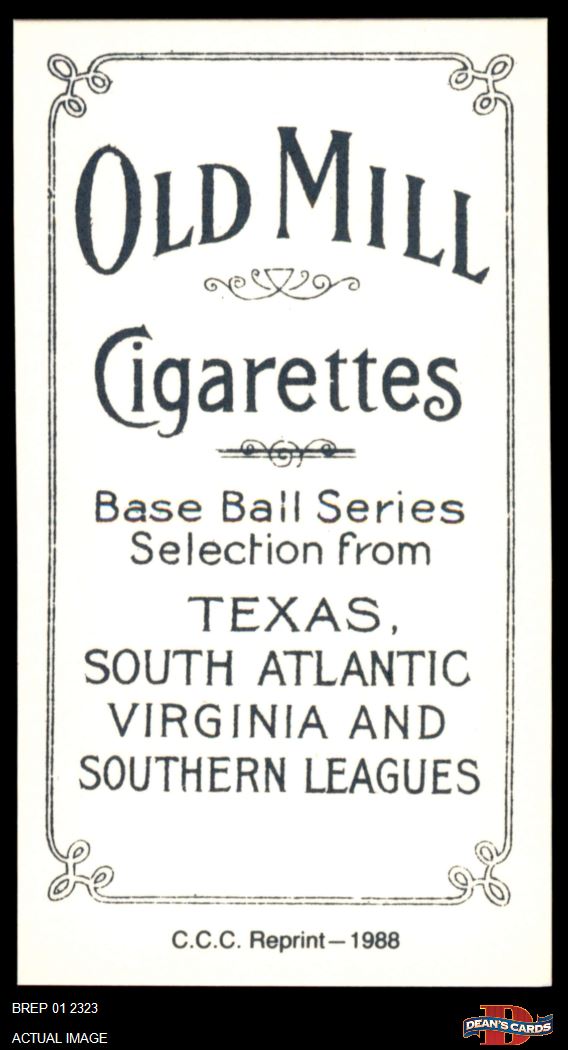 OLD MILL
Cigarettes
Base Ball Series
Selection from
TEXAS,
SOUTH ATLANTIC
VIRGINIA AND
SOUTHERN LEAGUES
C.C.C. Reprint—1988
BREP 01 2323
ACTUAL IMAGE
D
DEAN'S CARDS